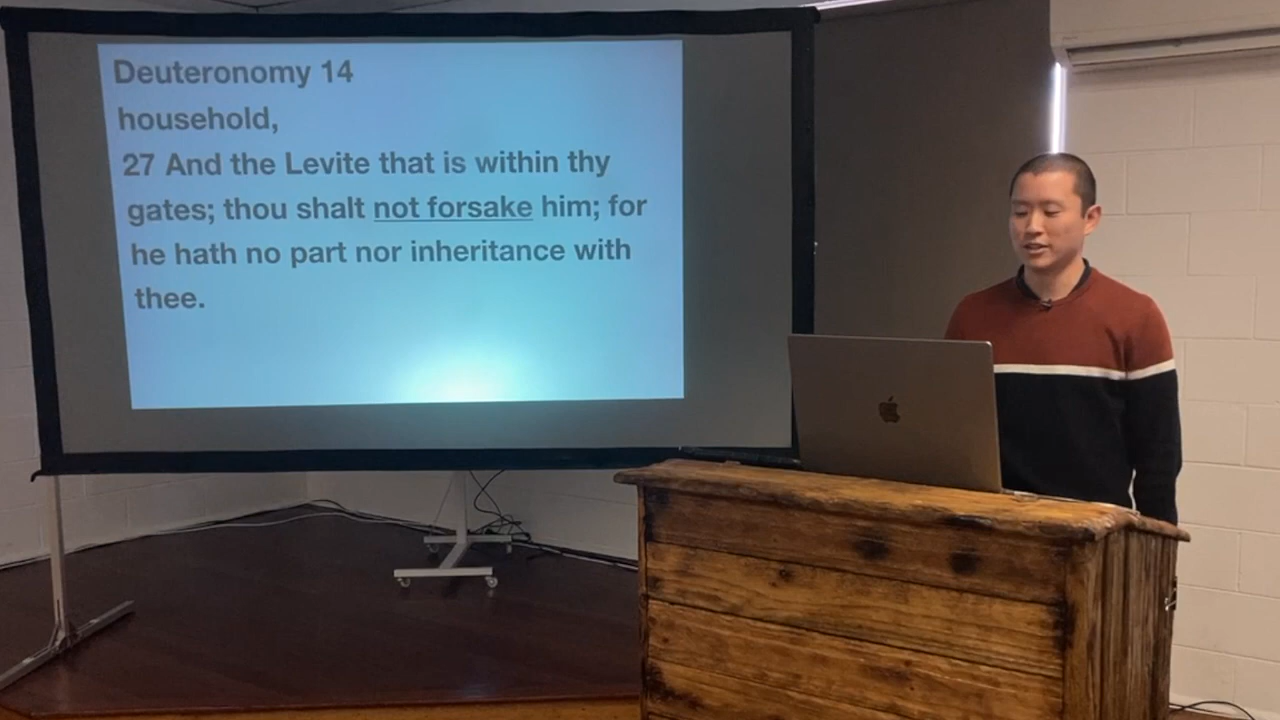 Deuteronomy 14
household,
27 And the Levite that is within thy
gates; thou shalt not forsake him; for
he hath no part nor inheritance with
thee.